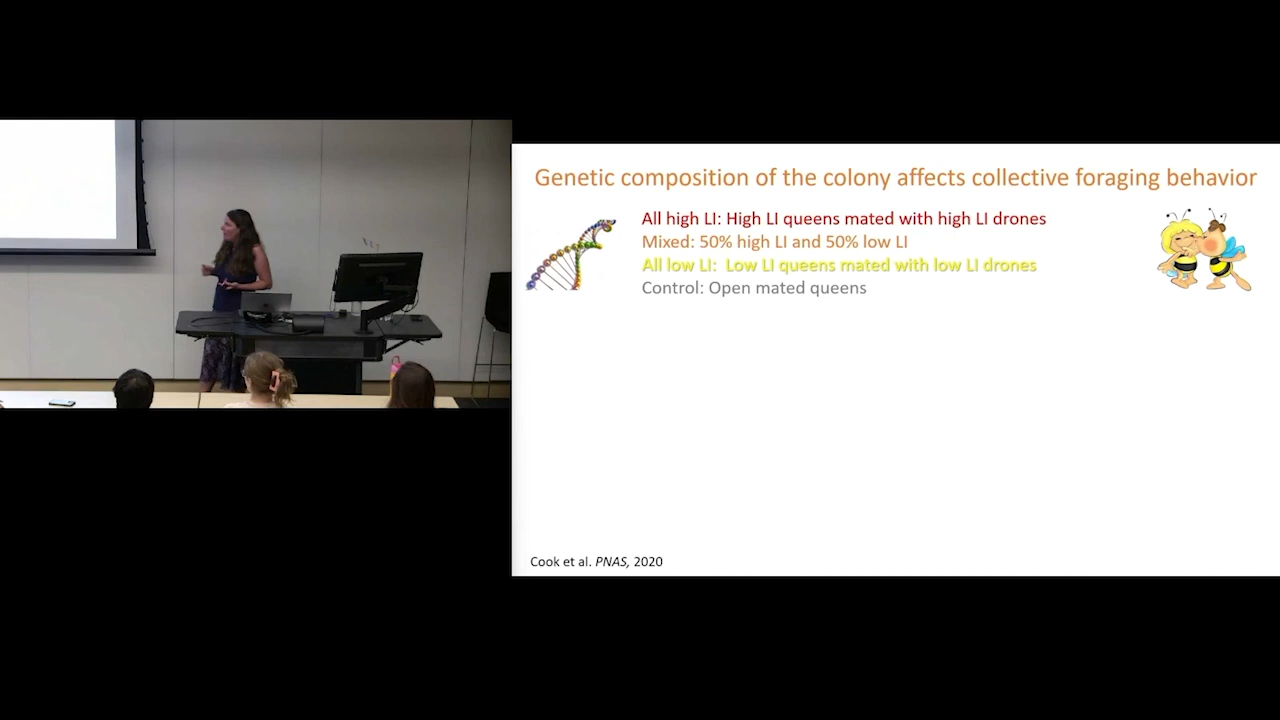 Genetic composition of the colony affects collective foraging behavior
All high LI: High LI queens mated with high LI drones
Mixed: 50% high LI and 50% low LI
All low LI: Low LI queens mated with low LI drones
Control: Open mated queens
Cook et al. PNAS, 2020